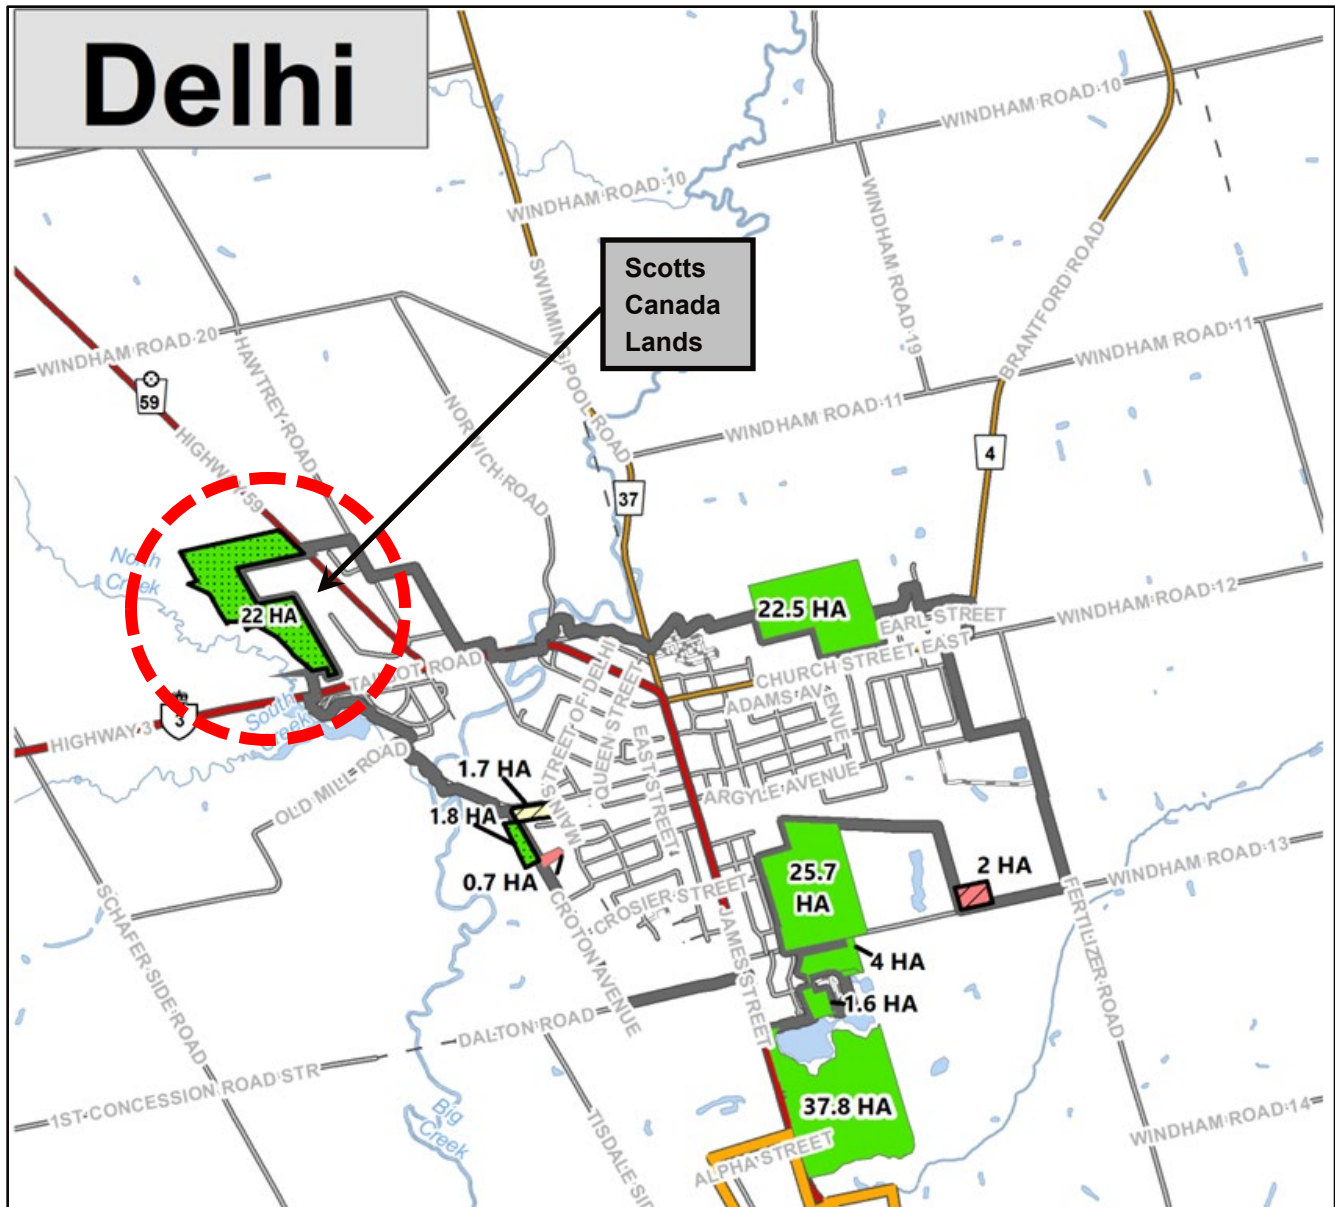 Delhi
WINDHAM ROAD 10
WINDHAM ROAD 10
Scotts
Canada
Lands
WINDHAM ROAD 19
BRANTFORD ROAD
SWIMMING POOL ROAD
WINDHAM ROAD 20
HAWTREY ROAD
WINDHAM ROAD 11
59
NORWICH ROAD
WINDHAM ROAD 11
HIGHWAY 59
4
37
North
Creek
22 HA
22.5 HA
WINDHAM ROAD 12
EARL STREET
CHURCH STREET EAST
TALBOT ROAD
ADAMS AVENUE
HIGHWAY 3
3
South
Creek
MAIN STREET OF DELHI
QUEEN STREET
EAST STREET
OLD MILL ROAD
1.7 HA
ARGYLE AVENUE
1.8 HA
0.7 HA
25.7
HA
2 HA
WINDHAM ROAD 13
CROSIER STREET
SCHAFER SIDE ROAD
CROTON AVENUE
JAMES STREET
FERTILIZER ROAD
4 HA
1.6 HA
DALTON ROAD
1ST CONCESSION ROAD STR
Big
Creek
37.8 HA
WINDHAM ROAD 14
ALPHA STREET
TISDALE SI